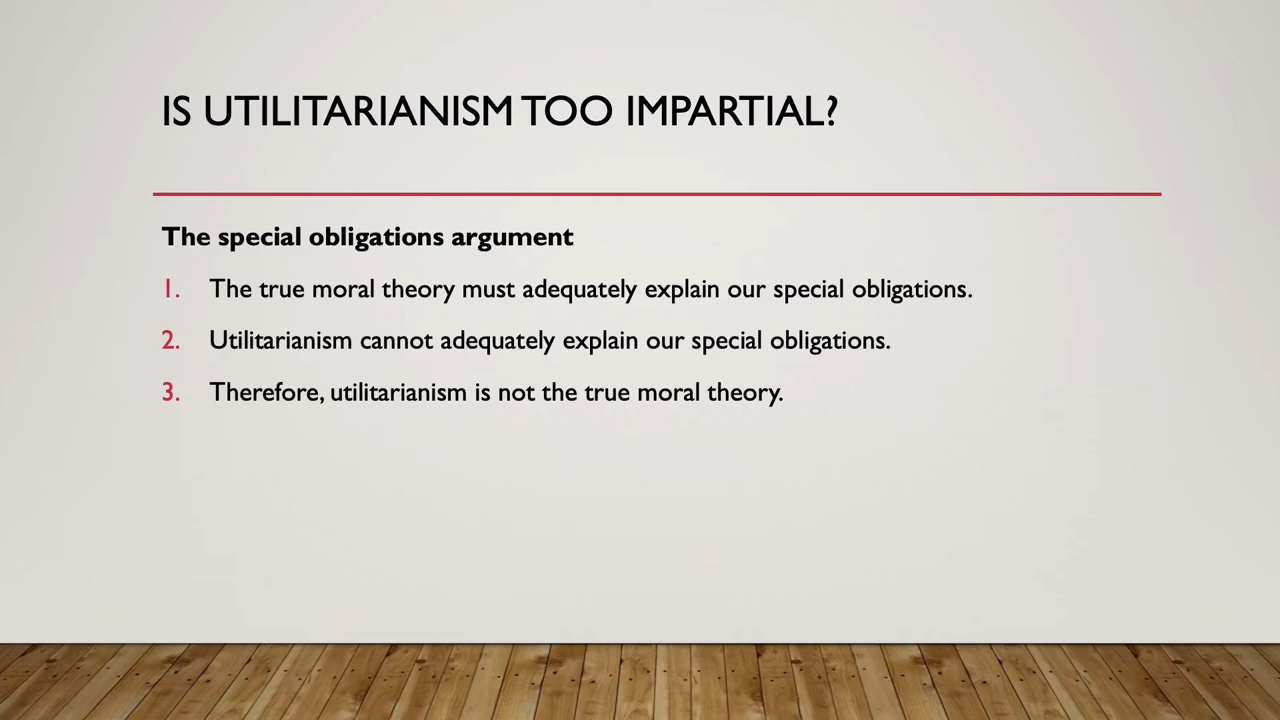 IS UTILITARIANISM TOO IMPARTIAL?
The special obligations argument
1. The true moral theory must adequately explain our special obligations.
2. Utilitarianism cannot adequately explain our special obligations.
3. Therefore, utilitarianism is not the true moral theory.